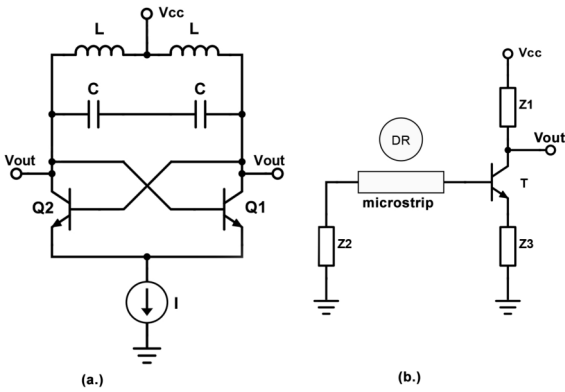 Vcc
L
L
C
C
Vout
Vout
Q2
Q1
I
(a.)
Vcc
Z1
Vout
DR
T
microstrip
Z2
Z3
(b.)